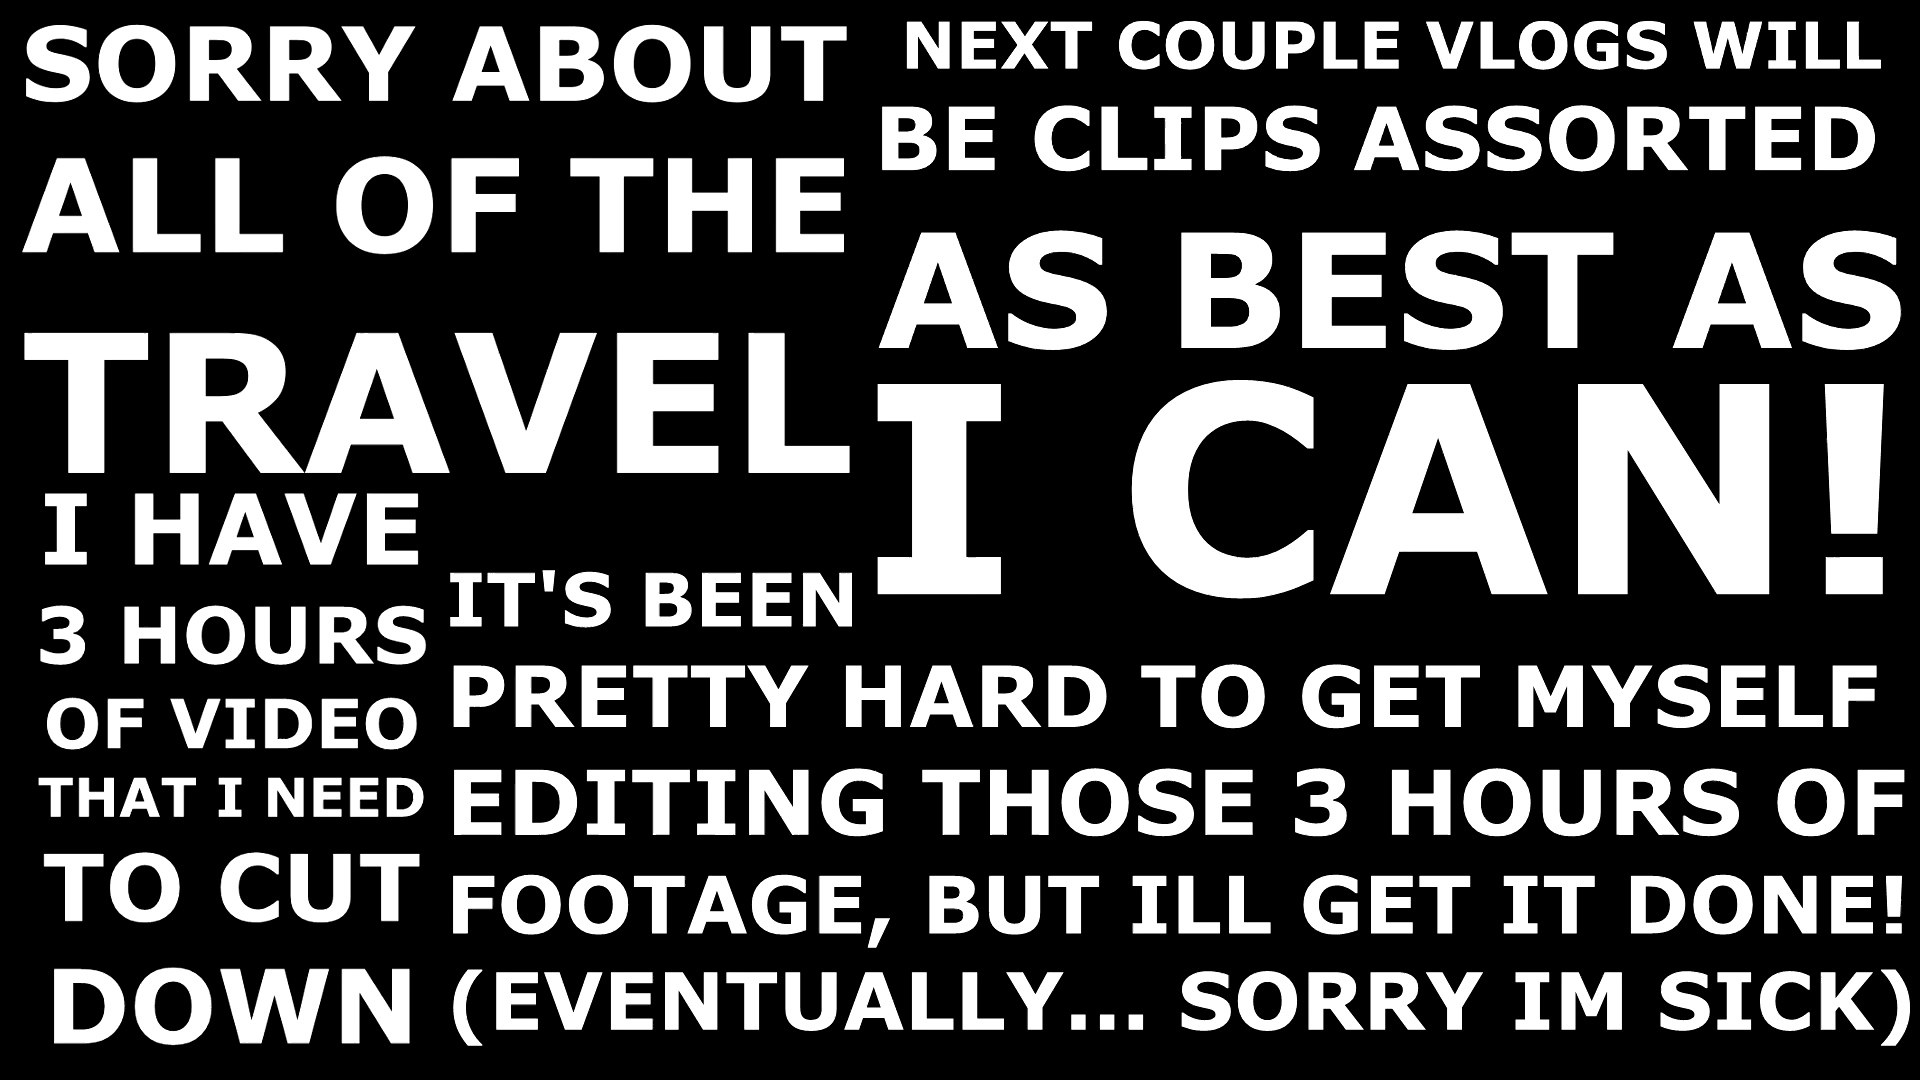 SORRY ABOUT
ALL OF THE
TRAVEL
NEXT COUPLE VLOGS WILL
BE CLIPS ASSORTED
AS BEST AS
I CAN!
I HAVE
3 HOURS
OF VIDEO
THAT I NEED
TO CUT
DOWN
IT'S BEEN
PRETTY HARD TO GET MYSELF
EDITING THOSE 3 HOURS OF
FOOTAGE, BUT ILL GET IT DONE!
(EVENTUALLY... SORRY IM SICK)